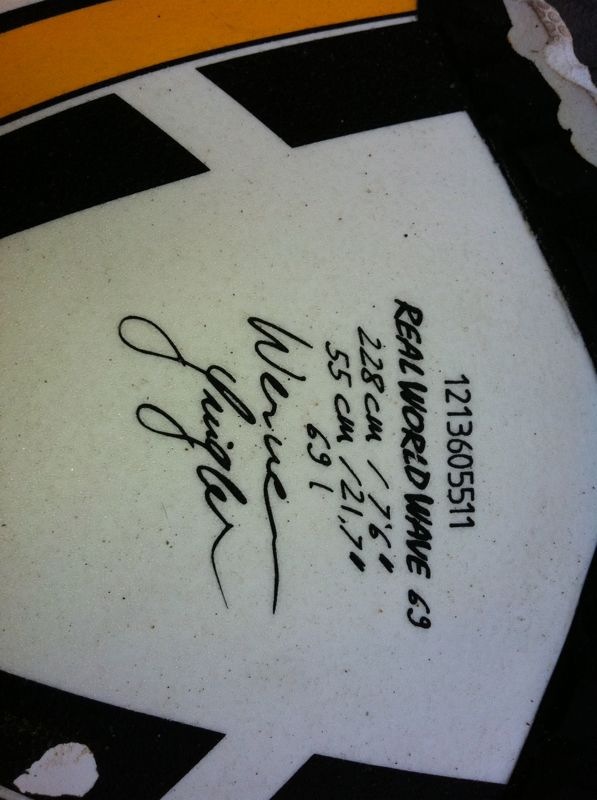 1213605511
REAL WORLD WAVE 69
228 cm / 7'6"
55 cm / 21,7"
69 l
Werner
Gnigler